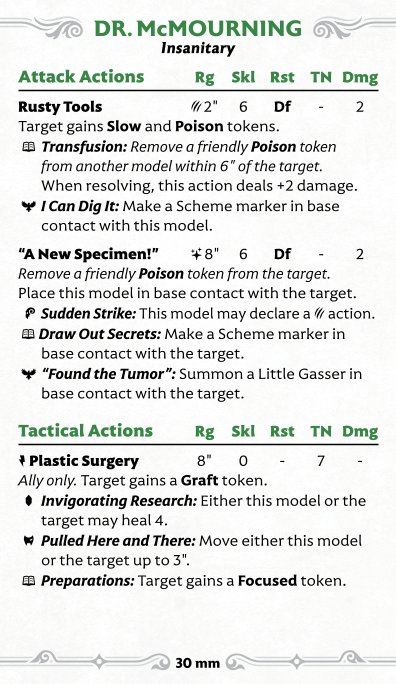 DR. McMOURNING
Insanitary
Attack Actions Rg Skl Rst TN Dmg
Rusty Tools 2" 6 Df - 2
Target gains Slow and Poison tokens.
Transfusion: Remove a friendly Poison token
from another model within 6" of the target.
When resolving, this action deals +2 damage.
I Can Dig It: Make a Scheme marker in base
contact with this model.
“A New Specimen!” 8" 6 Df - 2
Remove a friendly Poison token from the target.
Place this model in base contact with the target.
Sudden Strike: This model may declare a action.
Draw Out Secrets: Make a Scheme marker in
base contact with the target.
“Found the Tumor”: Summon a Little Gasser in
base contact with the target.
Tactical Actions Rg Skl Rst TN Dmg
Plastic Surgery 8" 0 - 7 -
Ally only. Target gains a Graft token.
Invigorating Research: Either this model or the
target may heal 4.
Pulled Here and There: Move either this model
or the target up to 3".
Preparations: Target gains a Focused token.
30 mm